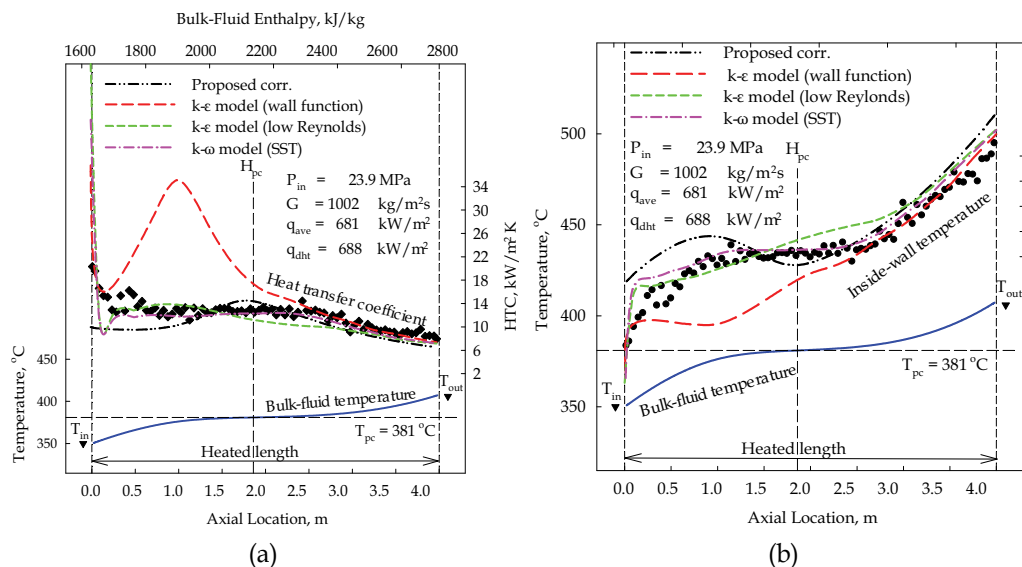 Bulk-Fluid Enthalpy, kJ/kg
1600 1800 2000 2200 2400 2600 2800
Proposed corr.
k-ε model (wall function)
k-ε model (low Reynolds)
k-ω model (SST)
Hpc
Pin = 23.9 MPa
G = 1002 kg/m²s
qave = 681 kW/m²
qdht = 688 kW/m²
Heat transfer coefficient
34
30
26
22
18
14
10
6
2
HTC, kW/m² K
Temperature, °C
450
400
350
Bulk-fluid temperature
Tin
Tout
Tpc = 381 °C
Heated length
0.0 0.5 1.0 1.5 2.0 2.5 3.0 3.5 4.0
Axial Location, m
(a)
Proposed corr.
k-ε model (wall function)
k-ε model (low Reylonds)
k-ω model (SST)
Pin = 23.9 MPa Hpc
G = 1002 kg/m²s
qave = 681 kW/m²
qdht = 688 kW/m²
Temperature, °C
500
450
400
350
Inside-wall temperature
Tout
Tpc = 381 °C
Tin
Bulk-fluid temperature
Heated length
0.0 0.5 1.0 1.5 2.0 2.5 3.0 3.5 4.0
Axial Location, m
(b)